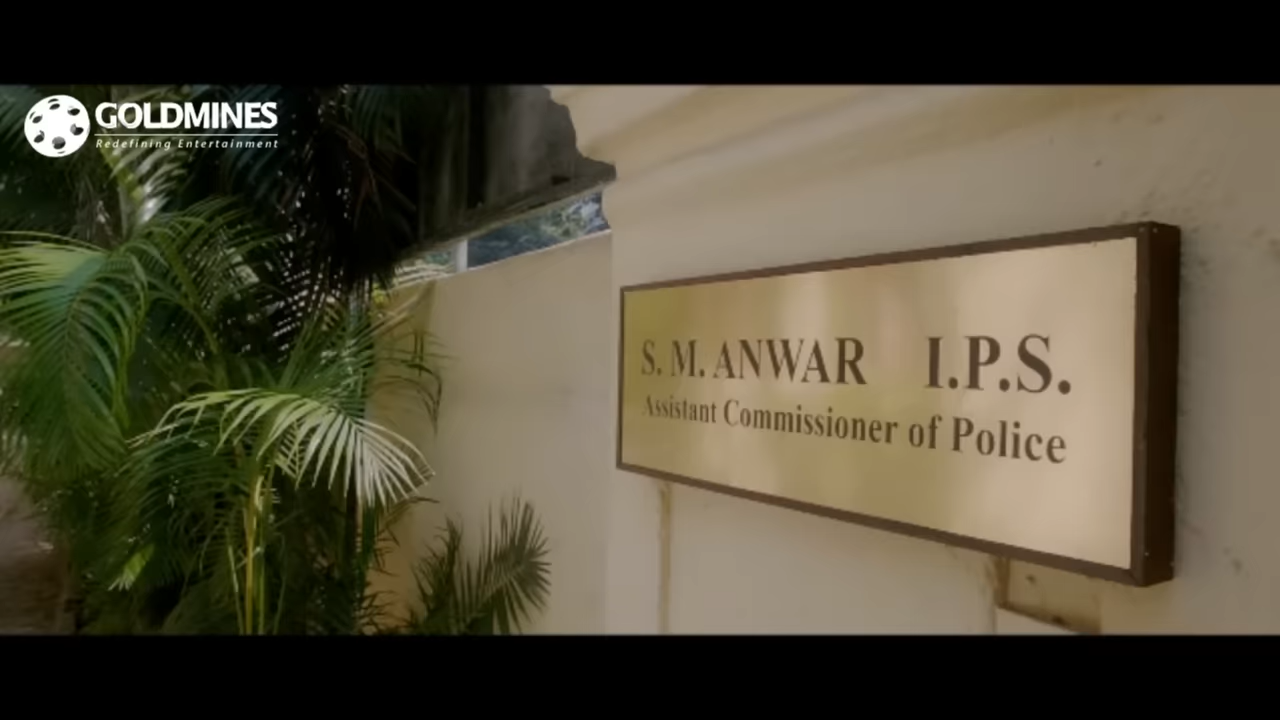 GOLDMINES
Redefining Entertainment
S. M. ANWAR I.P.S.
Assistant Commissioner of Police